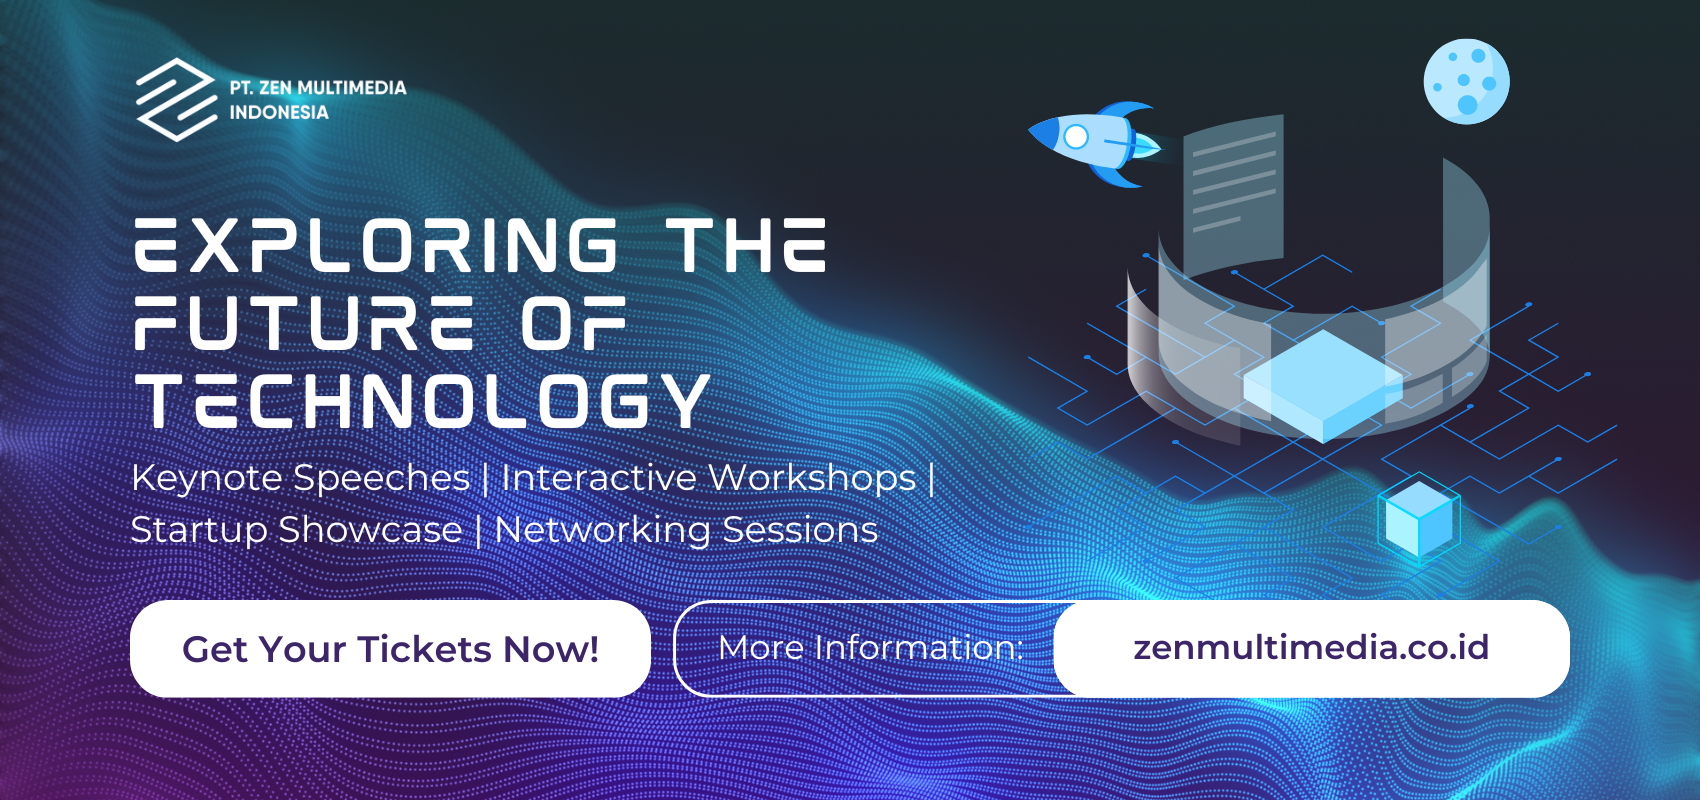 PT. ZEN MULTIMEDIA
INDONESIA
EXPLORING THE
FUTURE OF
TECHNOLOGY
Keynote Speeches | Interactive Workshops |
Startup Showcase | Networking Sessions
Get Your Tickets Now!
More Information:
zenmultimedia.co.id